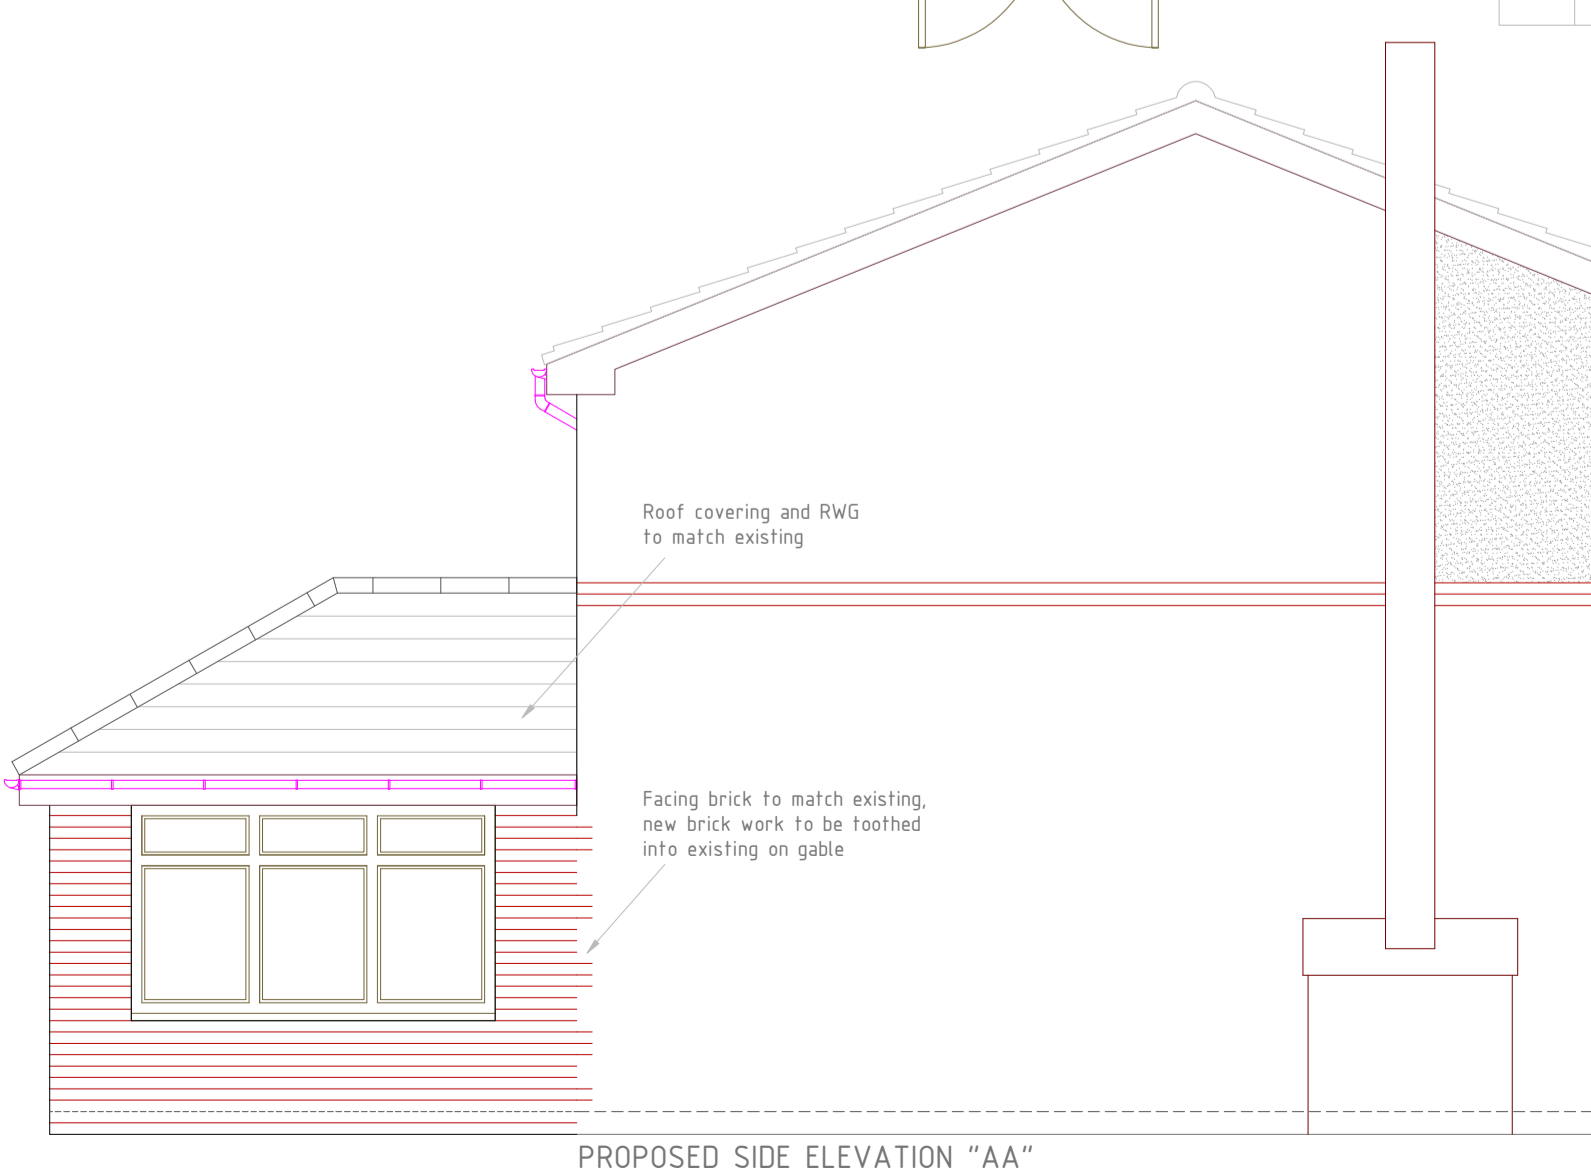 Roof covering and RWG
to match existing
Facing brick to match existing,
new brick work to be toothed
into existing on gable
PROPOSED SIDE ELEVATION "AA"